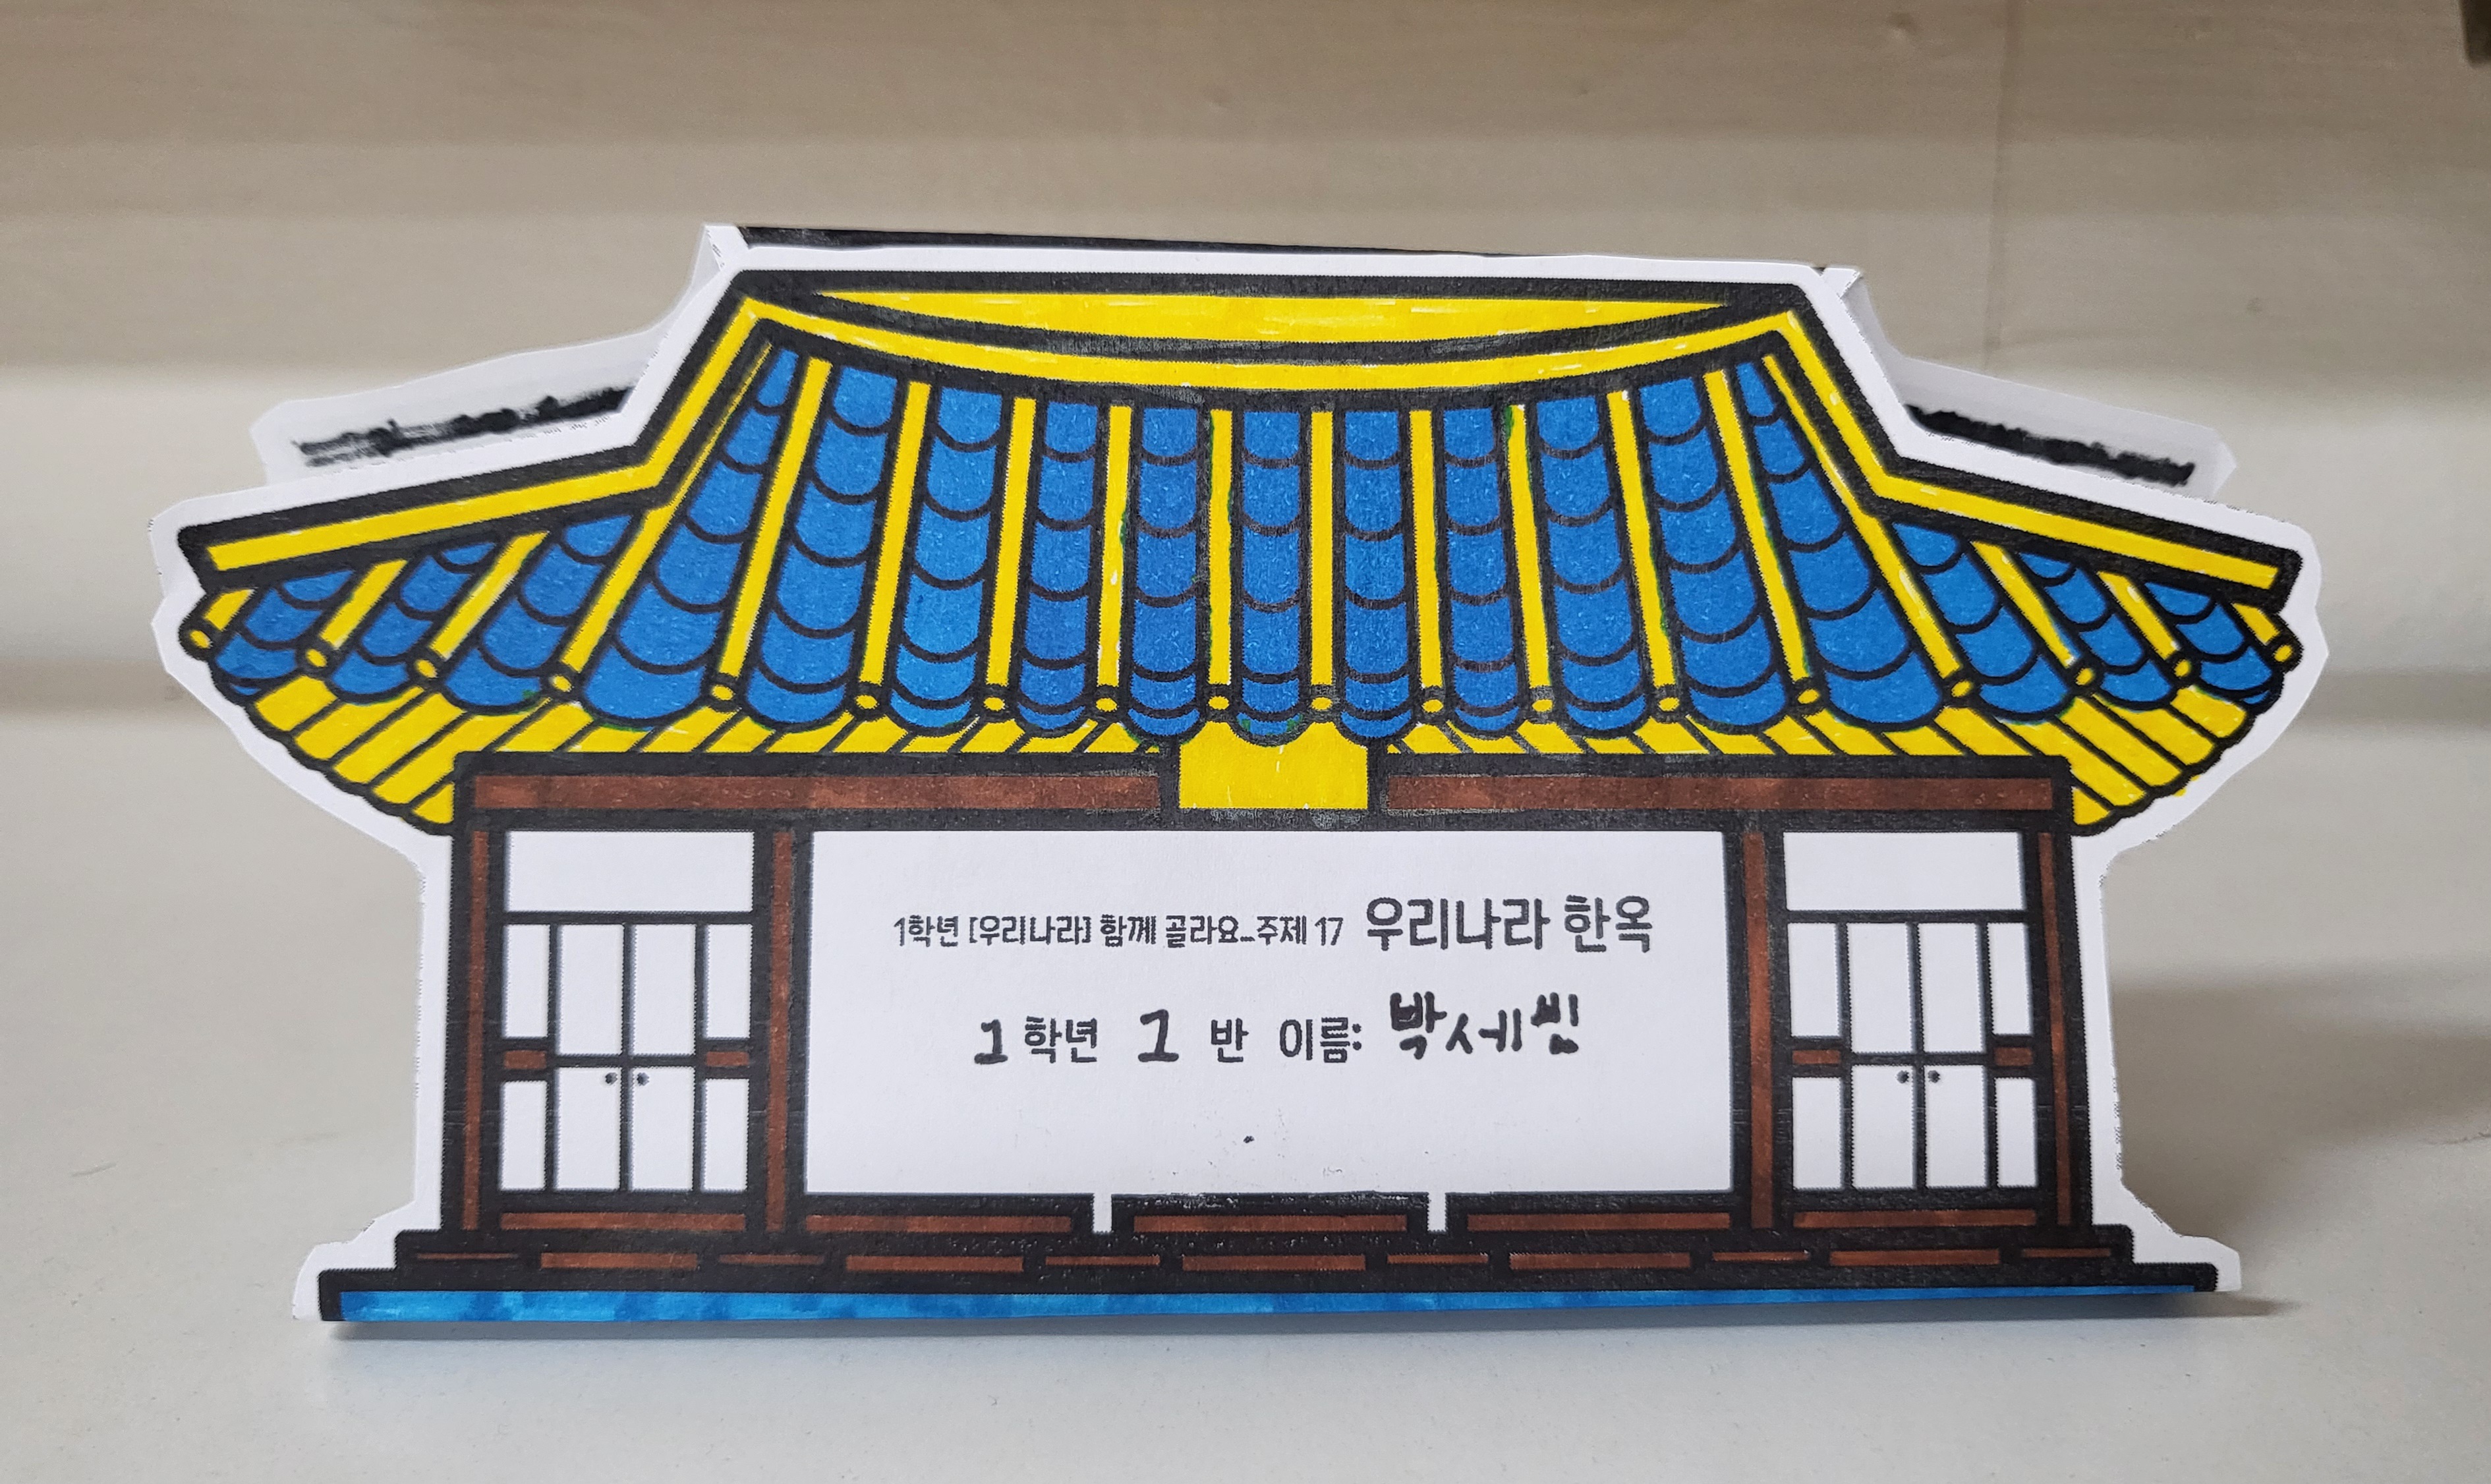 1학년 [우리나라] 함께 골라요_주제 17 우리나라 한옥
1 학년 1 반 이름: 박세빈